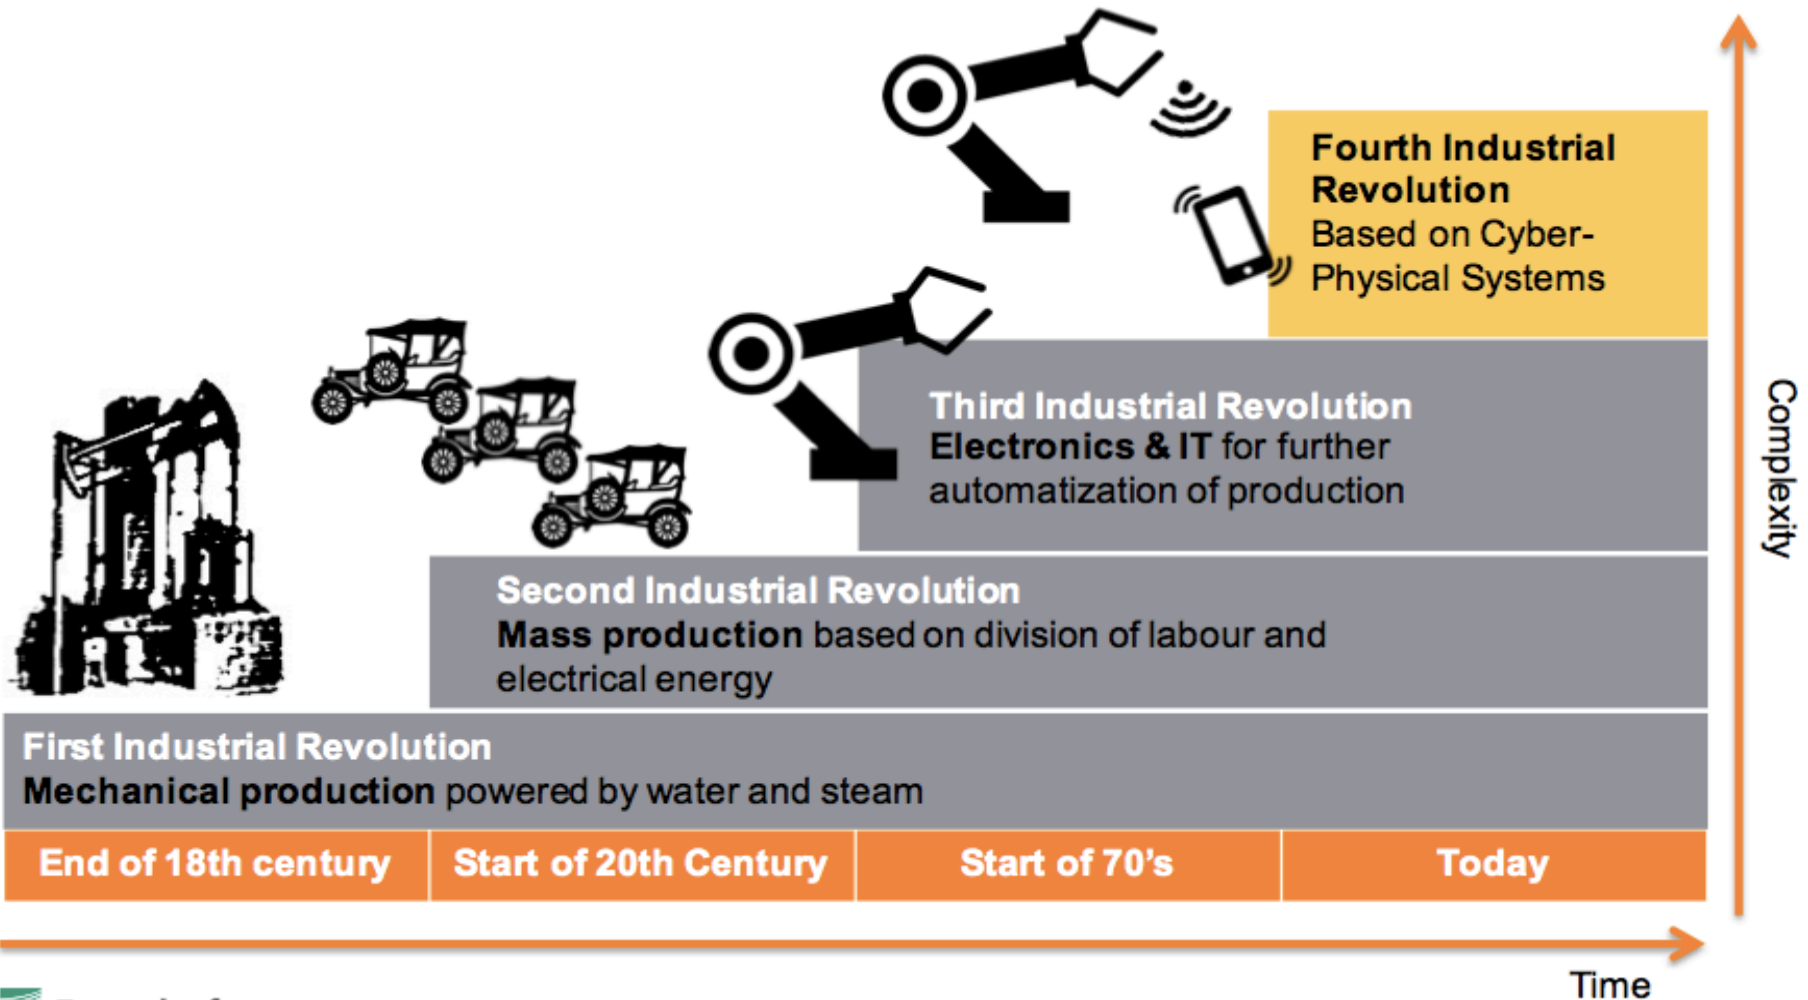 Fourth Industrial
Revolution
Based on Cyber-
Physical Systems
Third Industrial Revolution
Electronics & IT for further
automatization of production
Second Industrial Revolution
Mass production based on division of labour and
electrical energy
First Industrial Revolution
Mechanical production powered by water and steam
End of 18th century
Start of 20th Century
Start of 70’s
Today
Complexity
Time